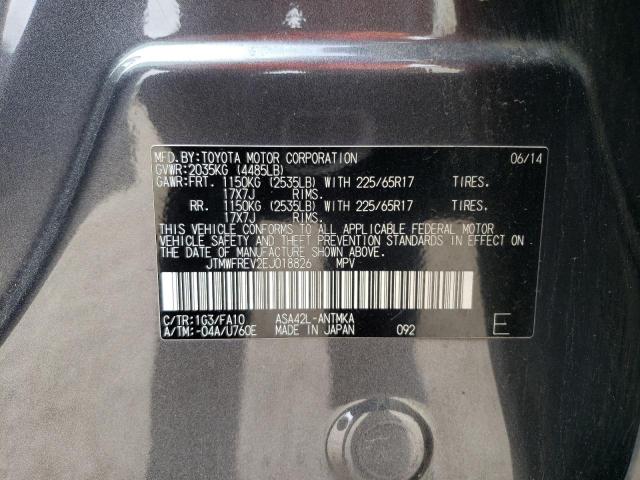 MFD.BY:TOYOTA MOTOR CORPORATION 06/14
GVWR:2035KG (4485LB)
GAWR:FRT. 1150KG (2535LB) WITH 225/65R17 TIRES.
17X7J RIMS.
RR. 1150KG (2535LB) WITH 225/65R17 TIRES.
17X7J RIMS.
THIS VEHICLE CONFORMS TO ALL APPLICABLE FEDERAL MOTOR
VEHICLE SAFETY AND THEFT PREVENTION STANDARDS IN EFFECT
ON THE DATE OF MANUFACTURE SHOWN ABOVE.
JTMWFREV2EJ018826 MPV
C/TR:1G3/FA10 ASA42L-ANTMKA
A/TM:-04A/U760E MADE IN JAPAN 092 E